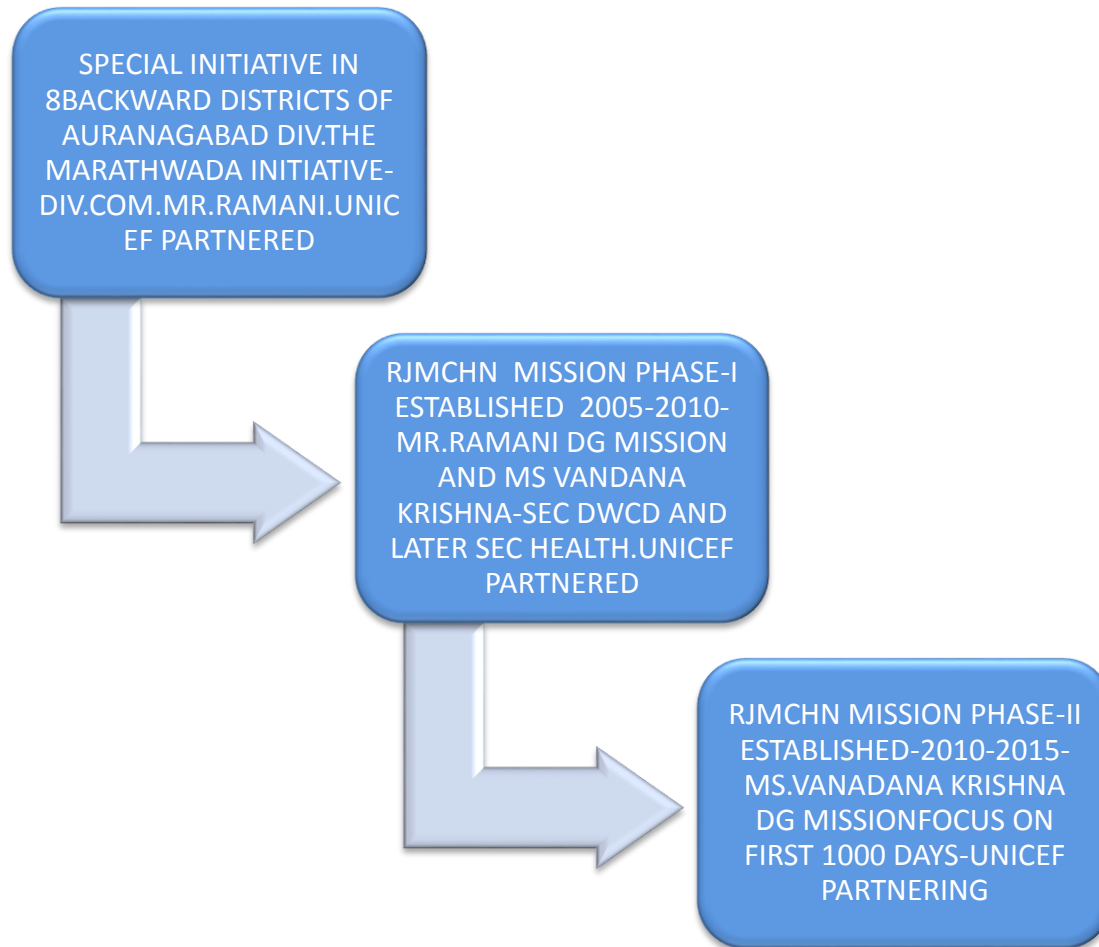 SPECIAL INITIATIVE IN
8BACKWARD DISTRICTS OF
AURANAGABAD DIV.THE
MARATHWADA INITIATIVE-
DIV.COM.MR.RAMANI.UNIC
EF PARTNERED
RJMCHN MISSION PHASE-I
ESTABLISHED 2005-2010-
MR.RAMANI DG MISSION
AND MS VANDANA
KRISHNA-SEC DWCD AND
LATER SEC HEALTH.UNICEF
PARTNERED
RJMCHN MISSION PHASE-II
ESTABLISHED-2010-2015-
MS.VANADANA KRISHNA
DG MISSIONFOCUS ON
FIRST 1000 DAYS-UNICEF
PARTNERING